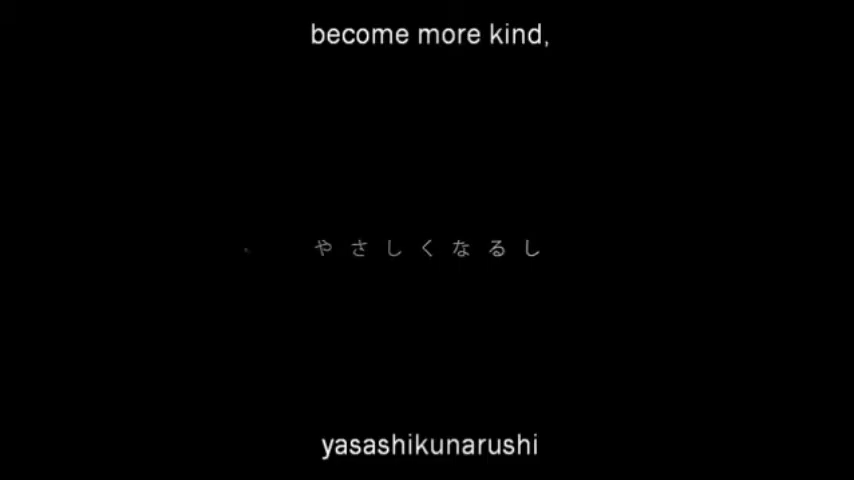 become more kind,
やさしくなるし
yasashikunarushi